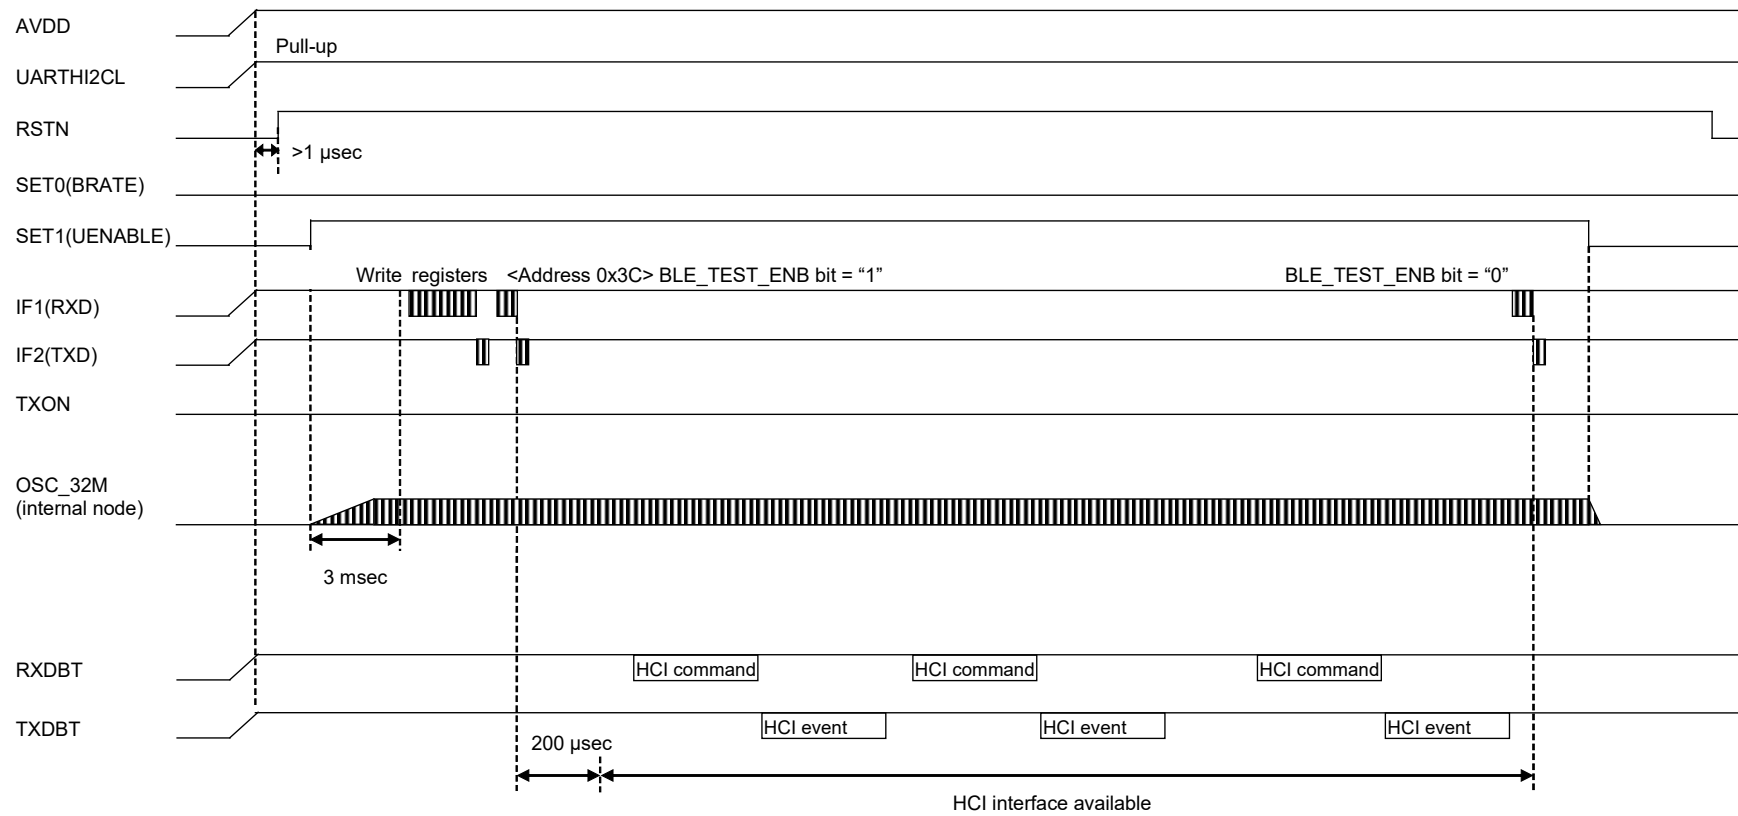 AVDD
Pull-up
UARTHI2CL
RSTN
>1 µsec
SET0(BRATE)
SET1(UENABLE)
Write registers <Address 0x3C> BLE_TEST_ENB bit = “1” BLE_TEST_ENB bit = “0”
IF1(RXD)
IF2(TXD)
TXON
OSC_32M
(internal node)
3 msec
RXDBT HCI command HCI command HCI command
TXDBT HCI event HCI event HCI event
200 µsec
HCI interface available